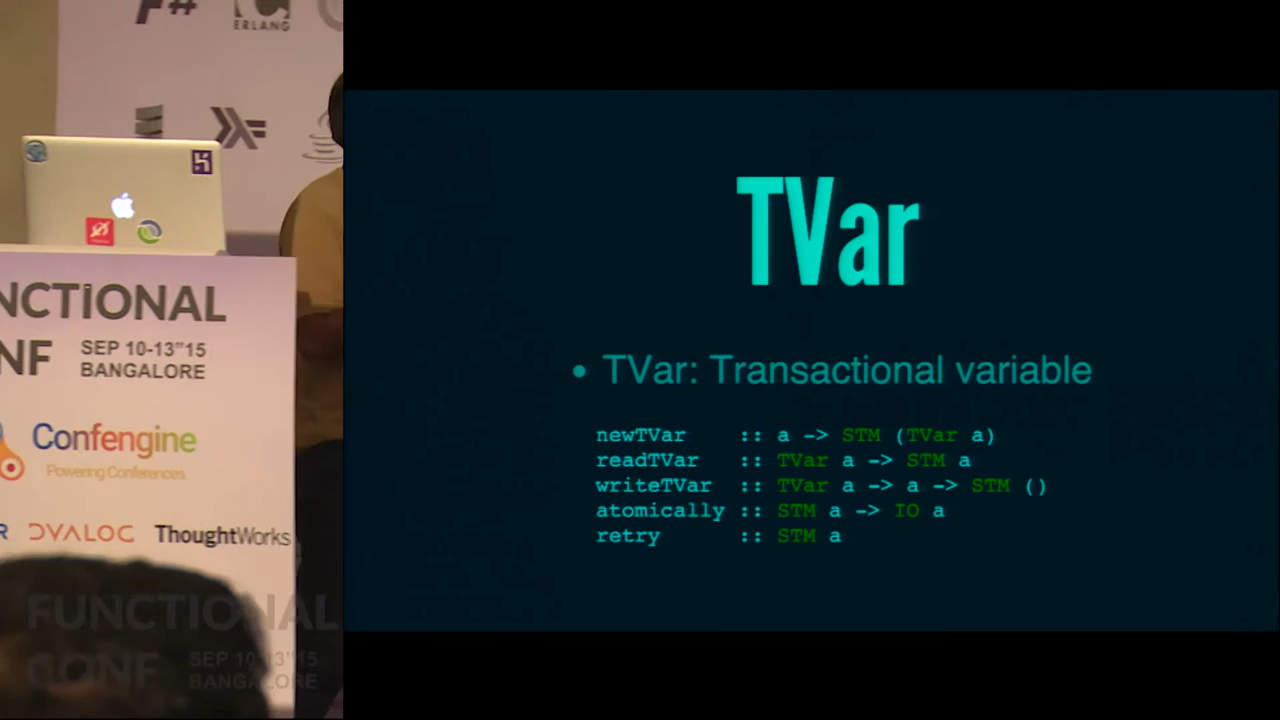 F#
ERLANG
NCTIONAL
NF SEP 10-13"15
BANGALORE
Confengine
Powering Conferences
R DVALOC ThoughtWorks
FUNCTIONAL
CONF SEP 10-13"15
BANGALORE
TVar
• TVar: Transactional variable
newTVar :: a -> STM (TVar a)
readTVar :: TVar a -> STM a
writeTVar :: TVar a -> a -> STM ()
atomically :: STM a -> IO a
retry :: STM a